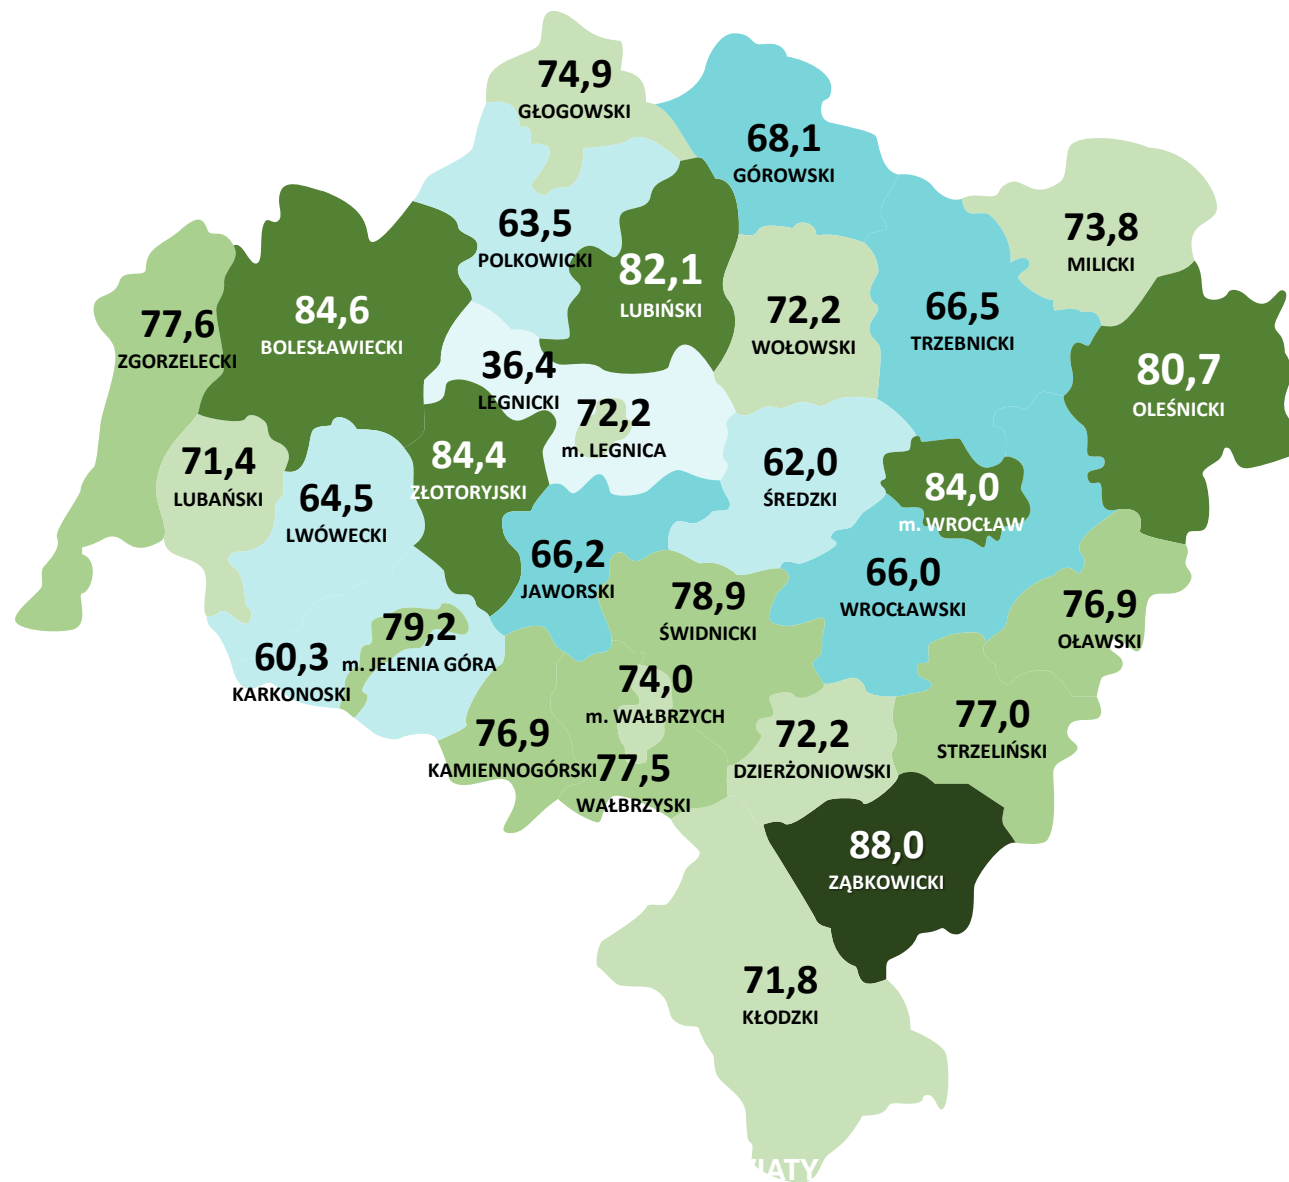 74,9
GŁOGOWSKI
68,1
GÓROWSKI
73,8
MILICKI
63,5
POLKOWICKI
82,1
LUBIŃSKI
77,6
ZGORZELECKI
84,6
BOLESŁAWIECKI
72,2
WOŁOWSKI
66,5
TRZEBNICKI
80,7
OLEŚNICKI
36,4
LEGNICKI
72,2
m. LEGNICA
71,4
LUBAŃSKI
64,5
LWÓWECKI
84,4
ZŁOTORYJSKI
62,0
ŚREDZKI
84,0
m. WROCŁAW
66,2
JAWORSKI
66,0
WROCŁAWSKI
78,9
ŚWIDNICKI
76,9
OŁAWSKI
60,3
KARKONOSKI
79,2
m. JELENIA GÓRA
74,0
m. WAŁBRZYCH
76,9
KAMIENNOGÓRSKI
77,5
WAŁBRZYSKI
72,2
DZIERŻONIOWSKI
77,0
STRZELIŃSKI
88,0
ZĄBKOWICKI
71,8
KŁODZKI